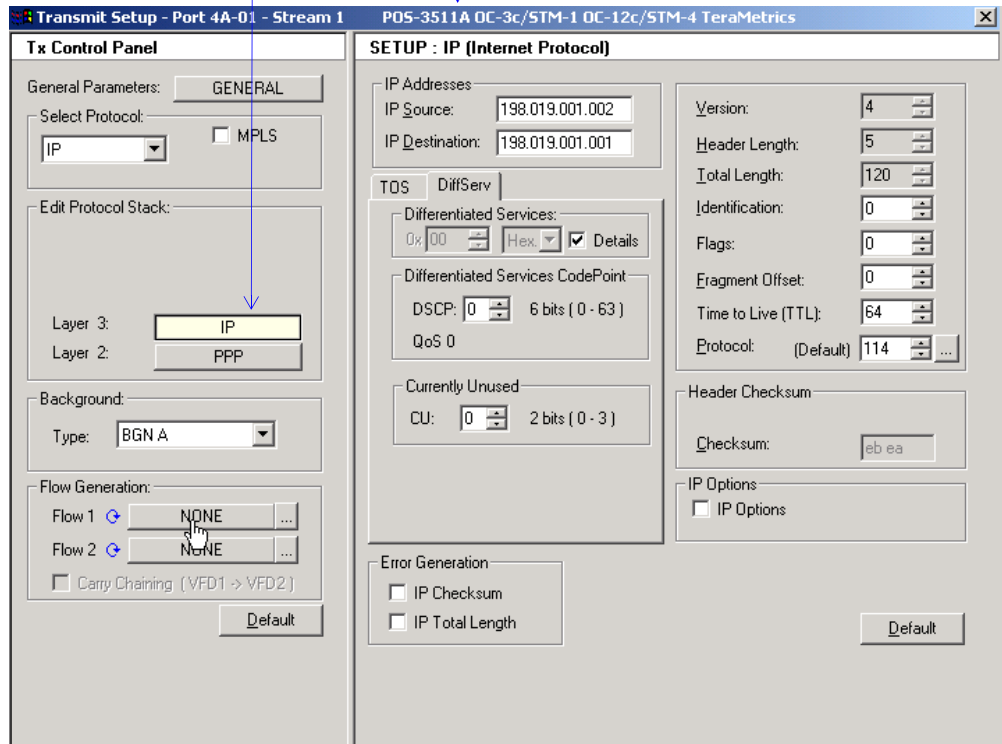 Transmit Setup - Port 4A-01 - Stream 1 POS-3511A OC-3c/STM-1 OC-12c/STM-4 TeraMetrics
Tx Control Panel
General Parameters: GENERAL
Select Protocol:
IP
MPLS
Edit Protocol Stack:
Layer 3: IP
Layer 2: PPP
Background:
Type: BGN A
Flow Generation:
Flow 1 NONE ...
Flow 2 NONE ...
Carry Chaining (VFD1 -> VFD2)
Default
SETUP : IP (Internet Protocol)
IP Addresses
IP Source: 198.019.001.002
IP Destination: 198.019.001.001
TOS DiffServ
Differentiated Services:
0x 00 Hex. Details
Differentiated Services CodePoint
DSCP: 0 6 bits ( 0 - 63 )
QoS 0
Currently Unused
CU: 0 2 bits ( 0 - 3 )
Error Generation
IP Checksum
IP Total Length
Version: 4
Header Length: 5
Total Length: 120
Identification: 0
Flags: 0
Fragment Offset: 0
Time to Live (TTL): 64
Protocol: (Default) 114 ...
Header Checksum
Checksum: eb ea
IP Options
IP Options
Default